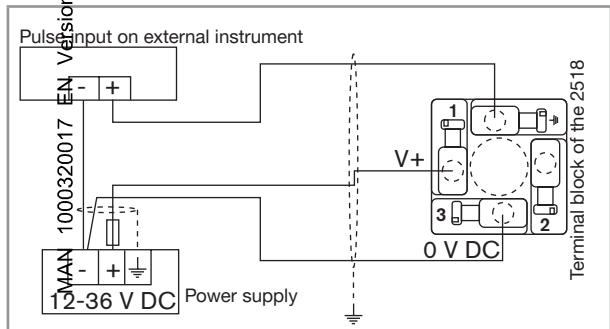 Pulse input on external instrument
- +
MAN 1000320017 EN Version
V+
1
2
3
0 V DC
Terminal block of the 2518
- +
12-36 V DC
Power supply